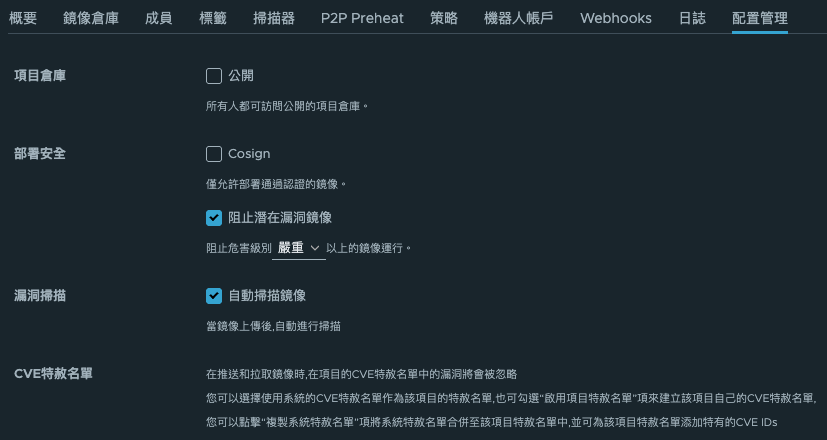 概要 鏡像倉庫 成員 標籤 掃描器 P2P Preheat 策略 機器人帳戶 Webhooks 日誌 配置管理
項目倉庫 公開
所有人都可訪問公開的項目倉庫。
部署安全 Cosign
僅允許部署通過認證的鏡像。
阻止潛在漏洞鏡像
阻止危害級別 嚴重 以上的鏡像運行。
漏洞掃描 自動掃描鏡像
當鏡像上傳後,自動進行掃描
CVE特赦名單 在推送和拉取鏡像時,在項目的CVE特赦名單中的漏洞將會被忽略
您可以選擇使用系統的CVE特赦名單作為該項目的特赦名單,也可勾選“啟用項目特赦名單”項來建立該項目自己的CVE特赦名單,
您可以點擊“複製系統特赦名單”項將系統特赦名單合併至該項目特赦名單中,並可為該項目特赦名單添加特有的CVE IDs